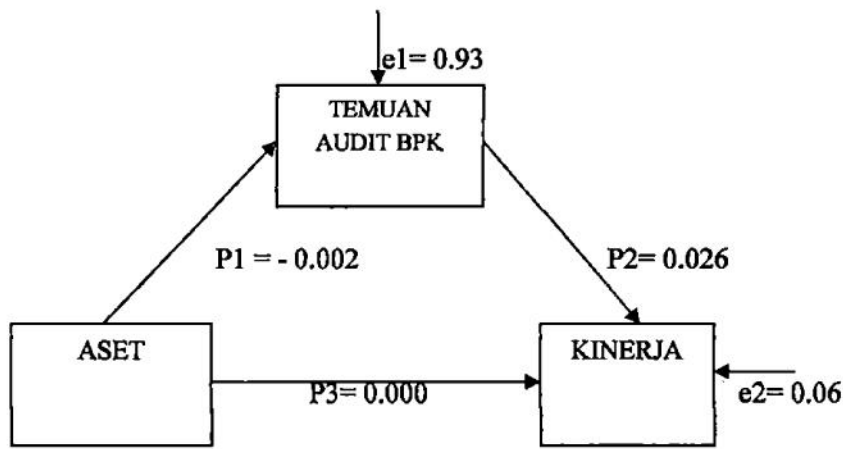 e1= 0.93
TEMUAN
AUDIT BPK
P1 = - 0.002
P2= 0.026
ASET
KINERJA
P3= 0.000
e2= 0.06